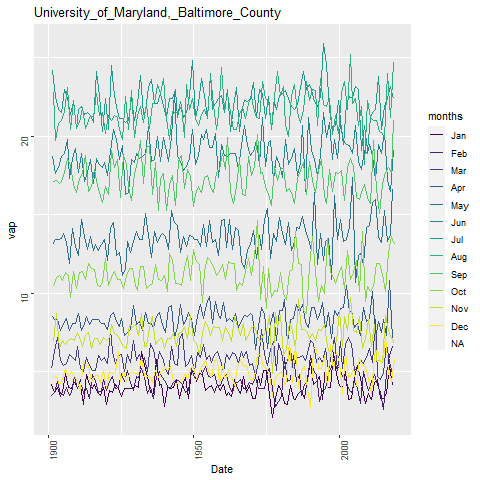 University_of_Maryland,_Baltimore_County
vap
20
10
1900
1950
2000
Date
months
Jan
Feb
Mar
Apr
May
Jun
Jul
Aug
Sep
Oct
Nov
Dec
NA